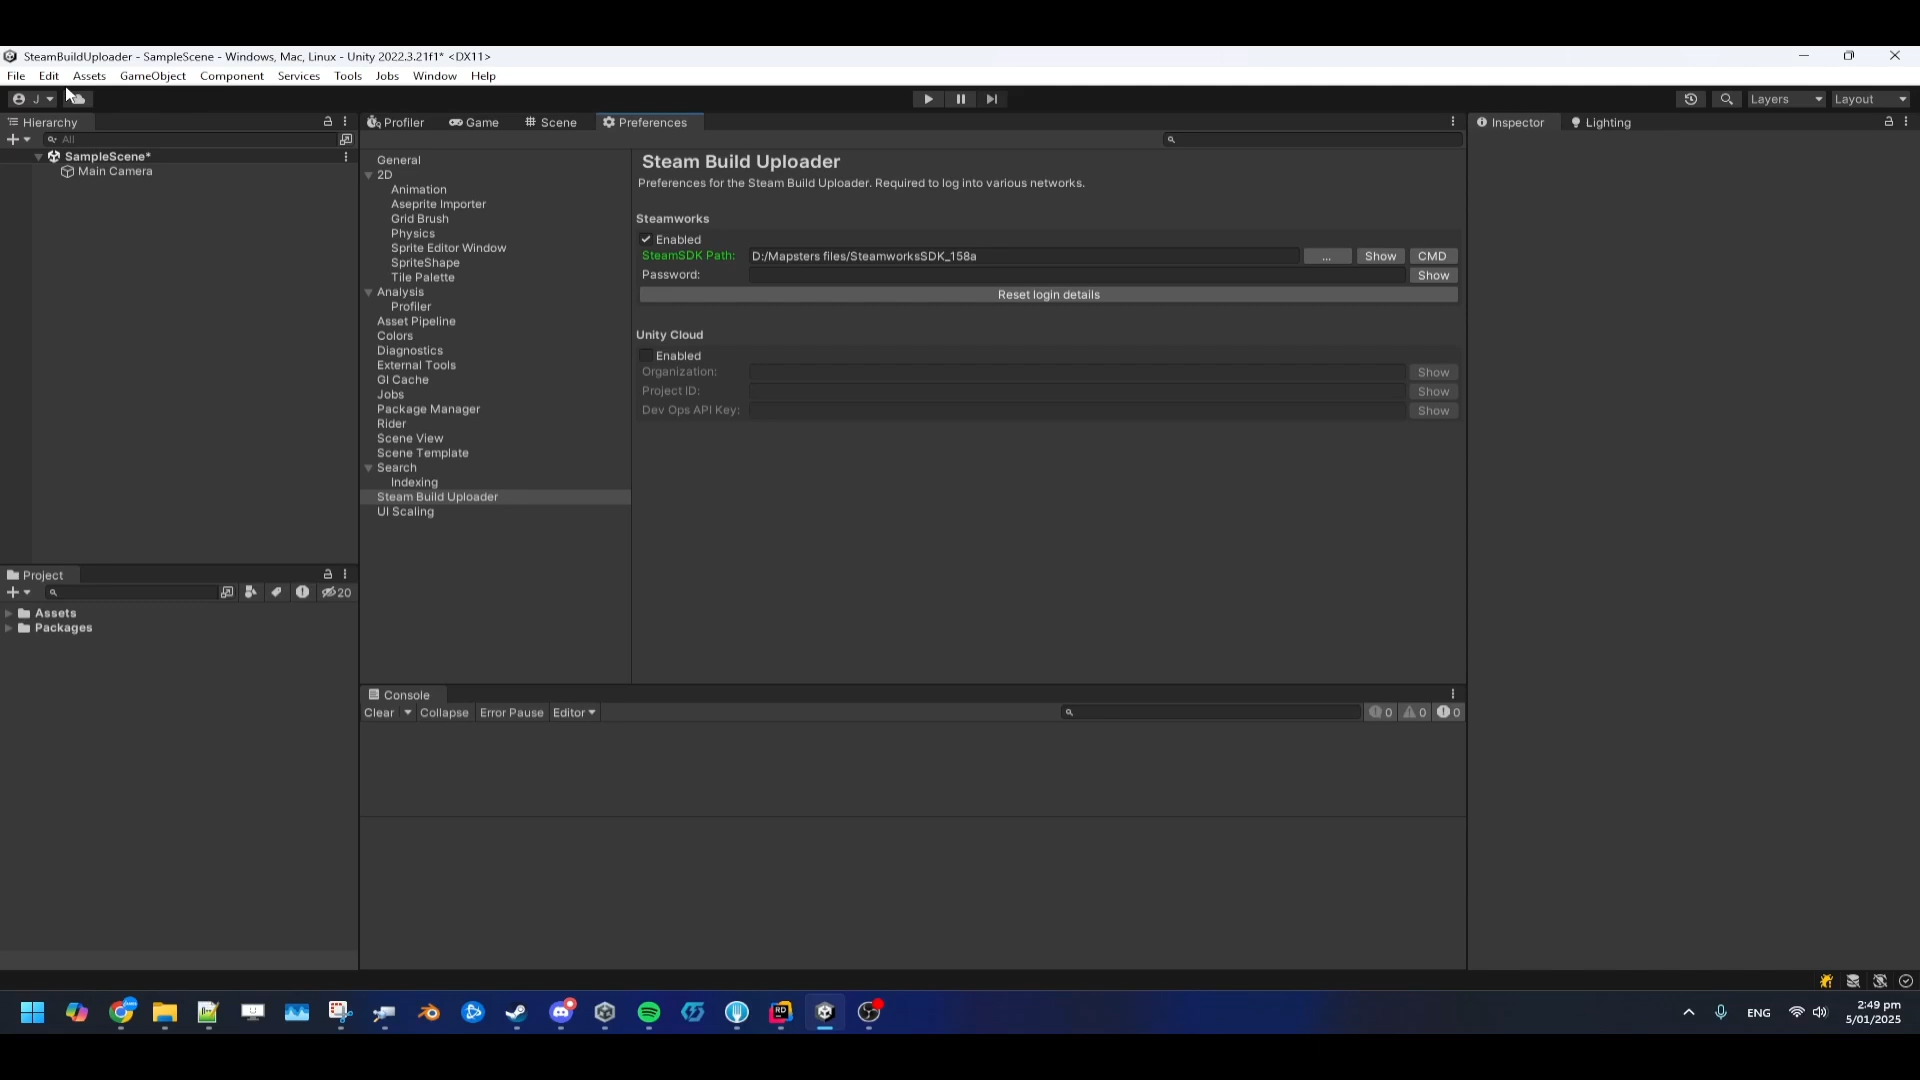 SteamBuildUploader - SampleScene - Windows, Mac, Linux - Unity 2022.3.21f1* <DX11>
File Edit Assets GameObject Component Services Tools Jobs Window Help
J
Layers
Layout
Hierarchy
All
SampleScene*
Main Camera
Profiler
Game
Scene
Preferences
General
2D
Animation
Aseprite Importer
Grid Brush
Physics
Sprite Editor Window
SpriteShape
Tile Palette
Analysis
Profiler
Asset Pipeline
Colors
Diagnostics
External Tools
GI Cache
Jobs
Package Manager
Rider
Scene View
Scene Template
Search
Indexing
Steam Build Uploader
UI Scaling
Steam Build Uploader
Preferences for the Steam Build Uploader. Required to log into various networks.
Steamworks
Enabled
SteamSDK Path: D:/Mapsters files/SteamworksSDK_158a ... Show CMD
Password: Show
Reset login details
Unity Cloud
Enabled
Organization: Show
Project ID: Show
Dev Ops API Key: Show
Inspector
Lighting
Project
20
Assets
Packages
Console
Clear Collapse Error Pause Editor
0 0 0
RD
ENG
2:49 pm
5/01/2025